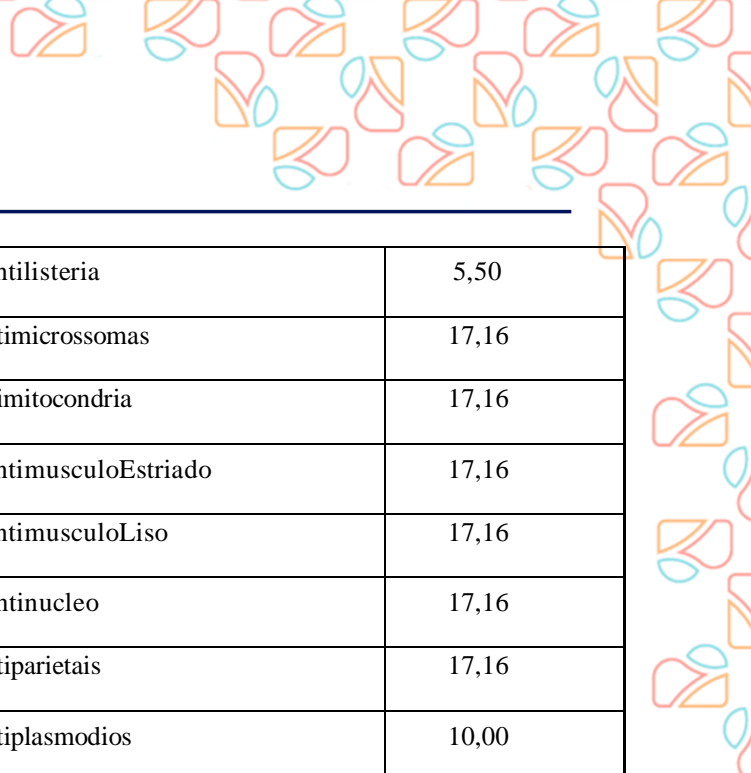 ntilisteria 5,50
timicrossomas 17,16
imitocondria 17,16
ntimusculoEstriado 17,16
ntimusculoLiso 17,16
ntinucleo 17,16
tiparietais 17,16
tiplasmodios 10,00